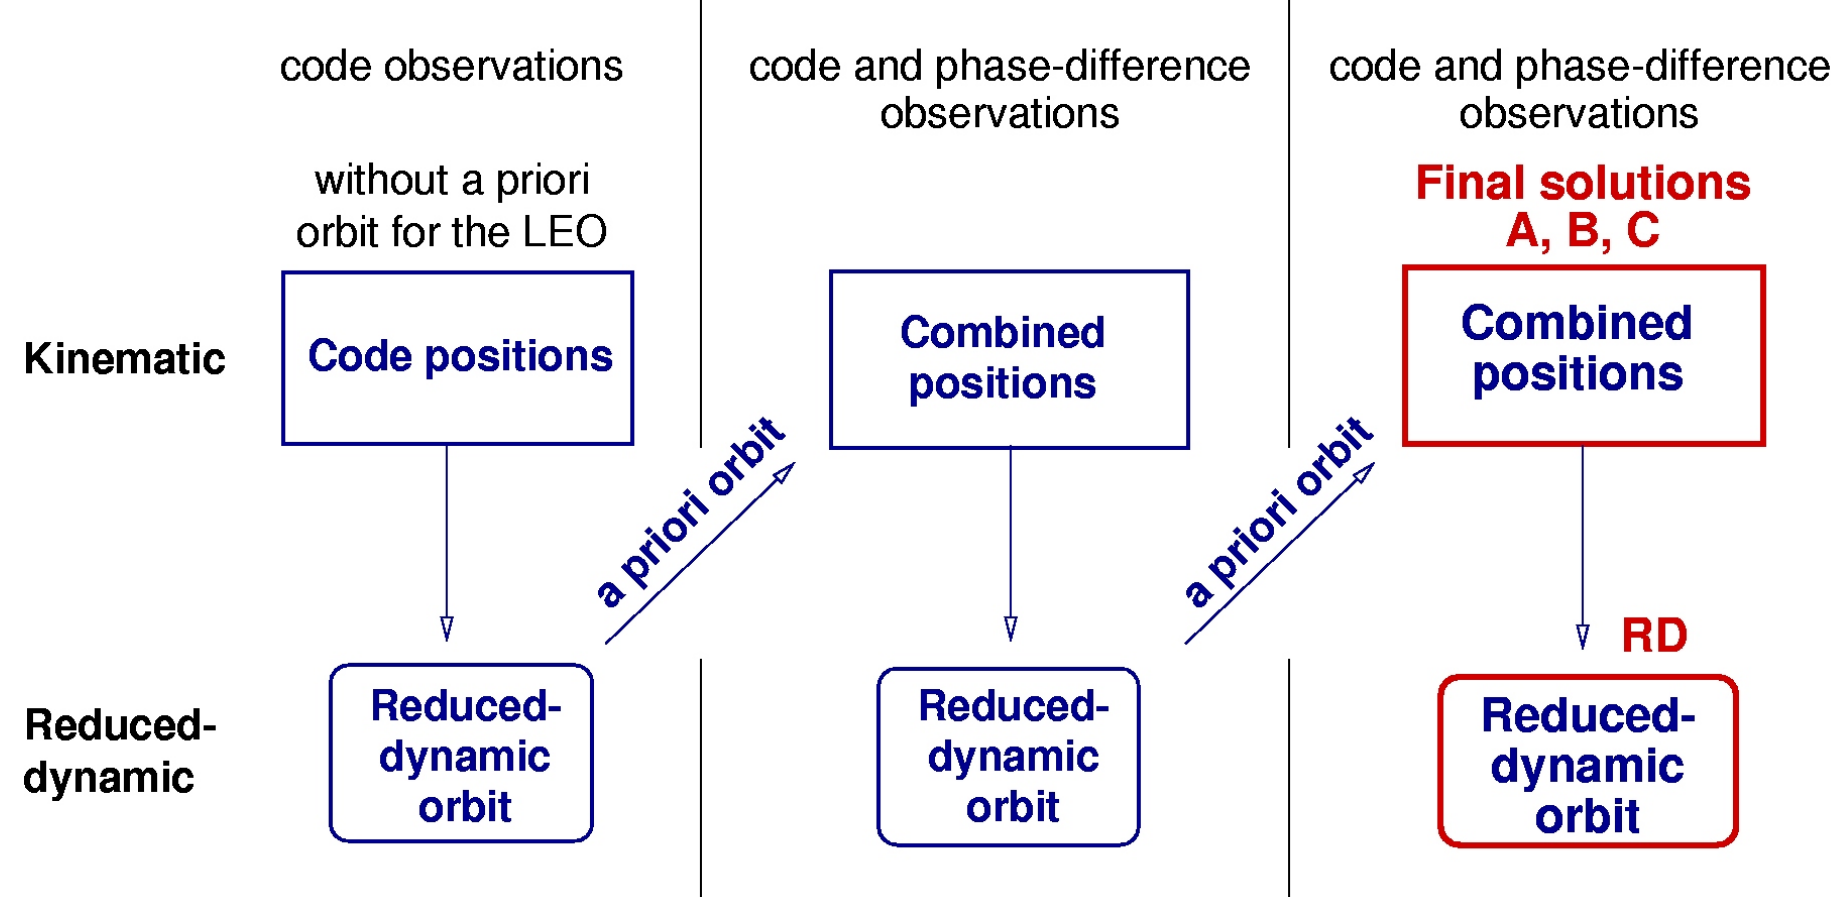 code observations
without a priori
orbit for the LEO
code and phase-difference
observations
code and phase-difference
observations
Final solutions
A, B, C
Kinematic
Code positions
Combined
positions
Combined
positions
a priori orbit
a priori orbit
RD
Reduced-
dynamic
Reduced-
dynamic
orbit
Reduced-
dynamic
orbit
Reduced-
dynamic
orbit